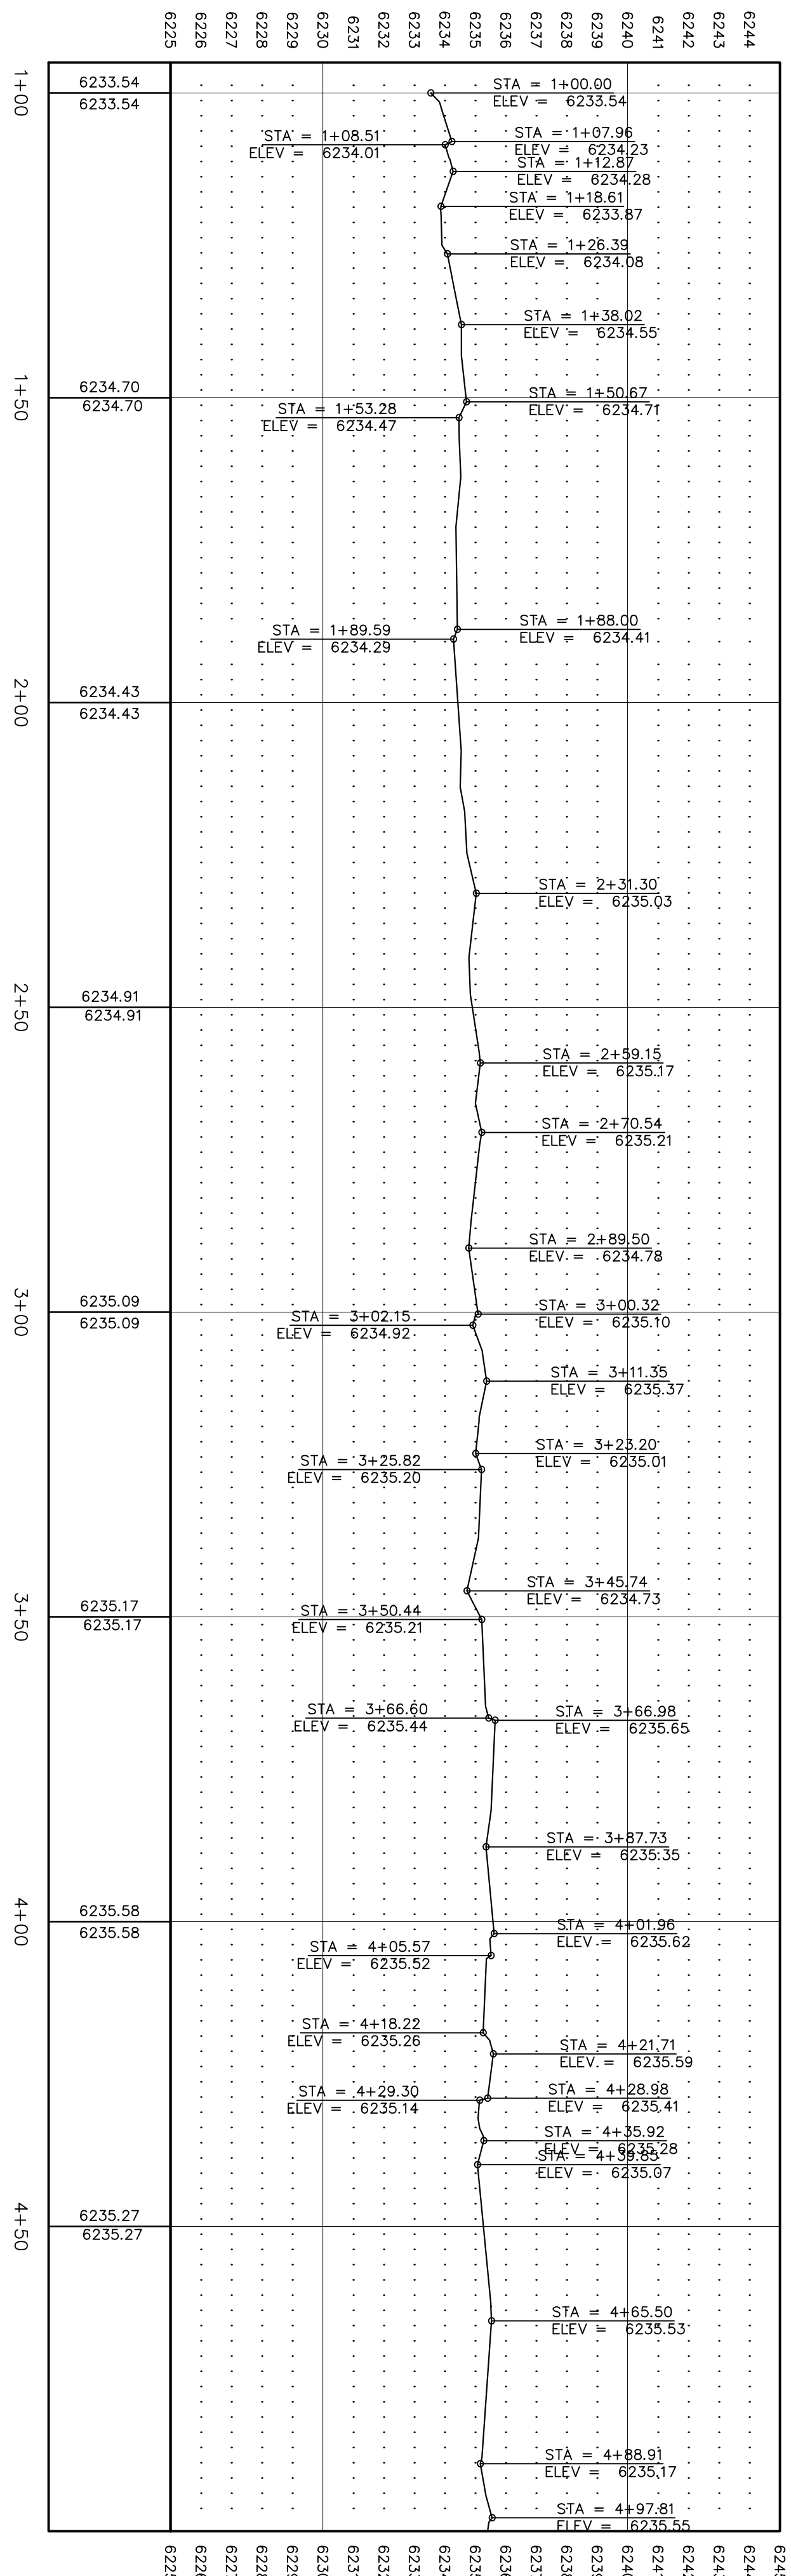 6225
6226
6227
6228
6229
6230
6231
6232
6233
6234
6235
6236
6237
6238
6239
6240
6241
6242
6243
6244
1+00
6233.54
6233.54
STA = 1+00.00
ELEV = 6233.54
STA = 1+08.51
ELEV = 6234.01
STA = 1+07.96
ELEV = 6234.23
STA = 1+12.87
ELEV = 6234.28
STA = 1+18.61
ELEV = 6233.87
STA = 1+26.39
ELEV = 6234.08
STA = 1+38.02
ELEV = 6234.55
1+50
6234.70
6234.70
STA = 1+50.67
ELEV = 6234.71
STA = 1+53.28
ELEV = 6234.47
STA = 1+88.00
ELEV = 6234.41
STA = 1+89.59
ELEV = 6234.29
2+00
6234.43
6234.43
STA = 2+31.30
ELEV = 6235.03
2+50
6234.91
6234.91
STA = 2+59.15
ELEV = 6235.17
STA = 2+70.54
ELEV = 6235.21
STA = 2+89.50
ELEV = 6234.78
3+00
6235.09
6235.09
STA = 3+00.32
ELEV = 6235.10
STA = 3+02.15
ELEV = 6234.92
STA = 3+11.35
ELEV = 6235.37
STA = 3+23.20
ELEV = 6235.01
STA = 3+25.82
ELEV = 6235.20
STA = 3+45.74
ELEV = 6234.73
3+50
6235.17
6235.17
STA = 3+50.44
ELEV = 6235.21
STA = 3+66.60
ELEV = 6235.44
STA = 3+66.98
ELEV = 6235.65
STA = 3+87.73
ELEV = 6235.35
4+00
6235.58
6235.58
STA = 4+01.96
ELEV = 6235.62
STA = 4+05.57
ELEV = 6235.52
STA = 4+18.22
ELEV = 6235.26
STA = 4+21.71
ELEV = 6235.59
STA = 4+29.30
ELEV = 6235.14
STA = 4+28.98
ELEV = 6235.41
STA = 4+35.92
ELEV = 6235.28
STA = 4+39.85
ELEV = 6235.07
4+50
6235.27
6235.27
STA = 4+65.50
ELEV = 6235.53
STA = 4+88.91
ELEV = 6235.17
STA = 4+97.81
ELEV = 6235.55